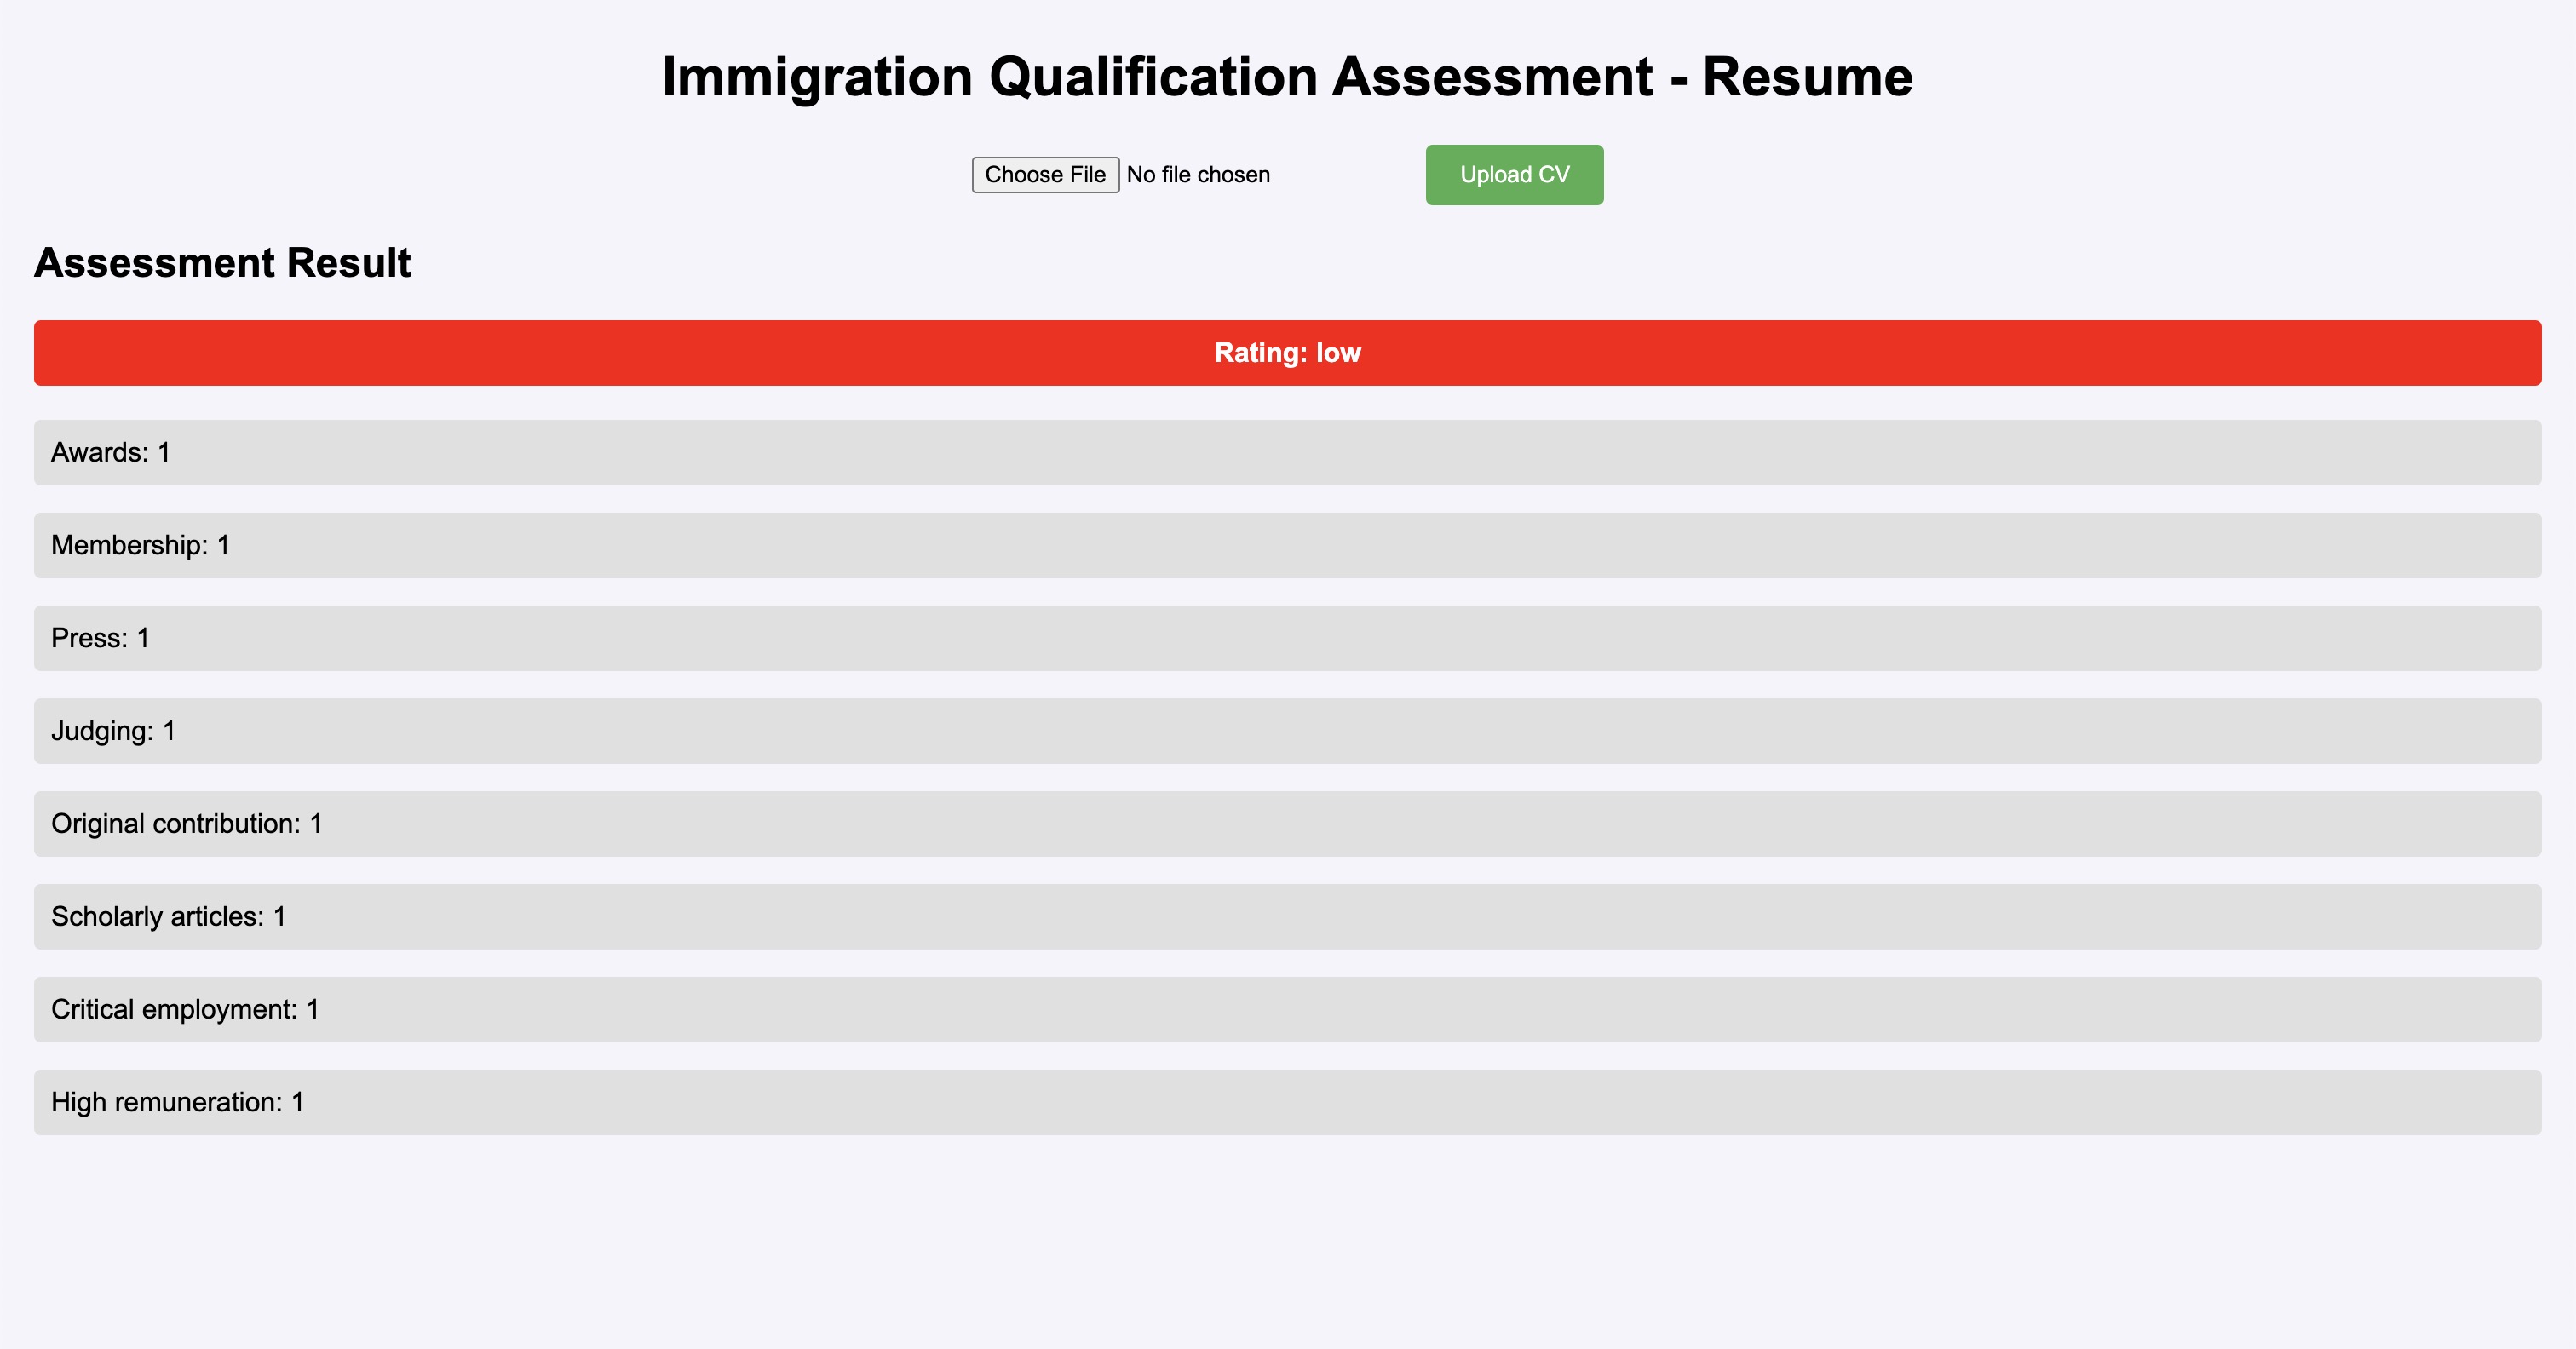 Immigration Qualification Assessment - Resume
Choose File No file chosen Upload CV
Assessment Result
Rating: low
Awards: 1
Membership: 1
Press: 1
Judging: 1
Original contribution: 1
Scholarly articles: 1
Critical employment: 1
High remuneration: 1